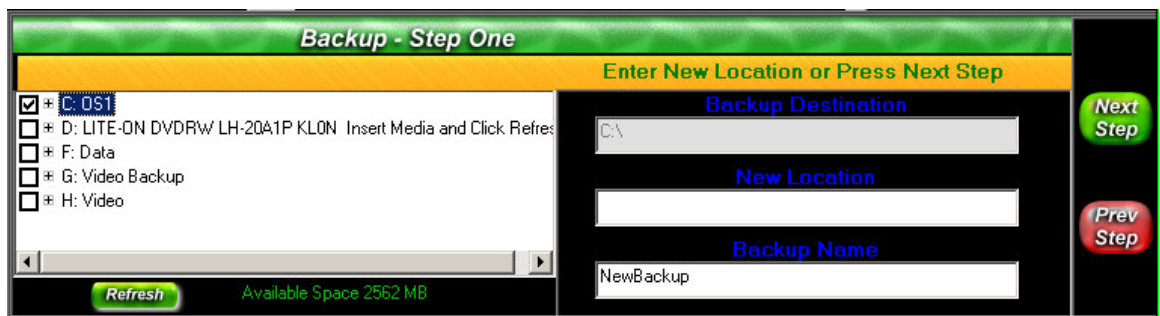 Backup - Step One
Enter New Location or Press Next Step
C: OS1
D: LITE-ON DVDRW LH-20A1P KL0N Insert Media and Click Refres
F: Data
G: Video Backup
H: Video
Refresh
Available Space 2562 MB
Backup Destination
C:\
New Location
Backup Name
NewBackup
Next
Step
Prev
Step